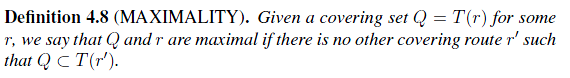 Definition 4.8 (MAXIMALITY). Given a covering set Q = T(r) for some
r, we say that Q and r are maximal if there is no other covering route r′ such
that Q ⊂ T(r′).